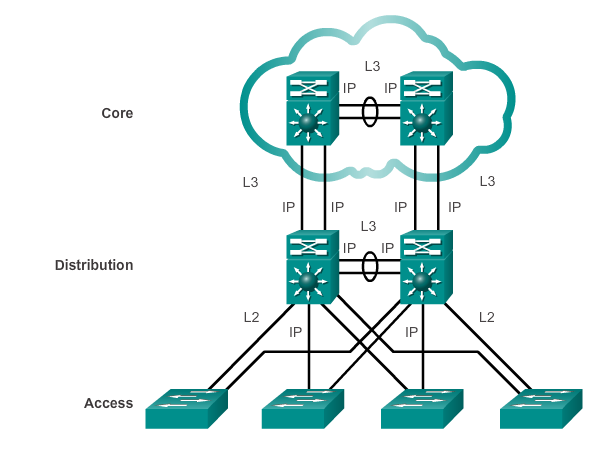 L3
IP IP
Core
L3 L3
IP IP IP IP
L3
IP IP
Distribution
L2 L2
IP IP
Access